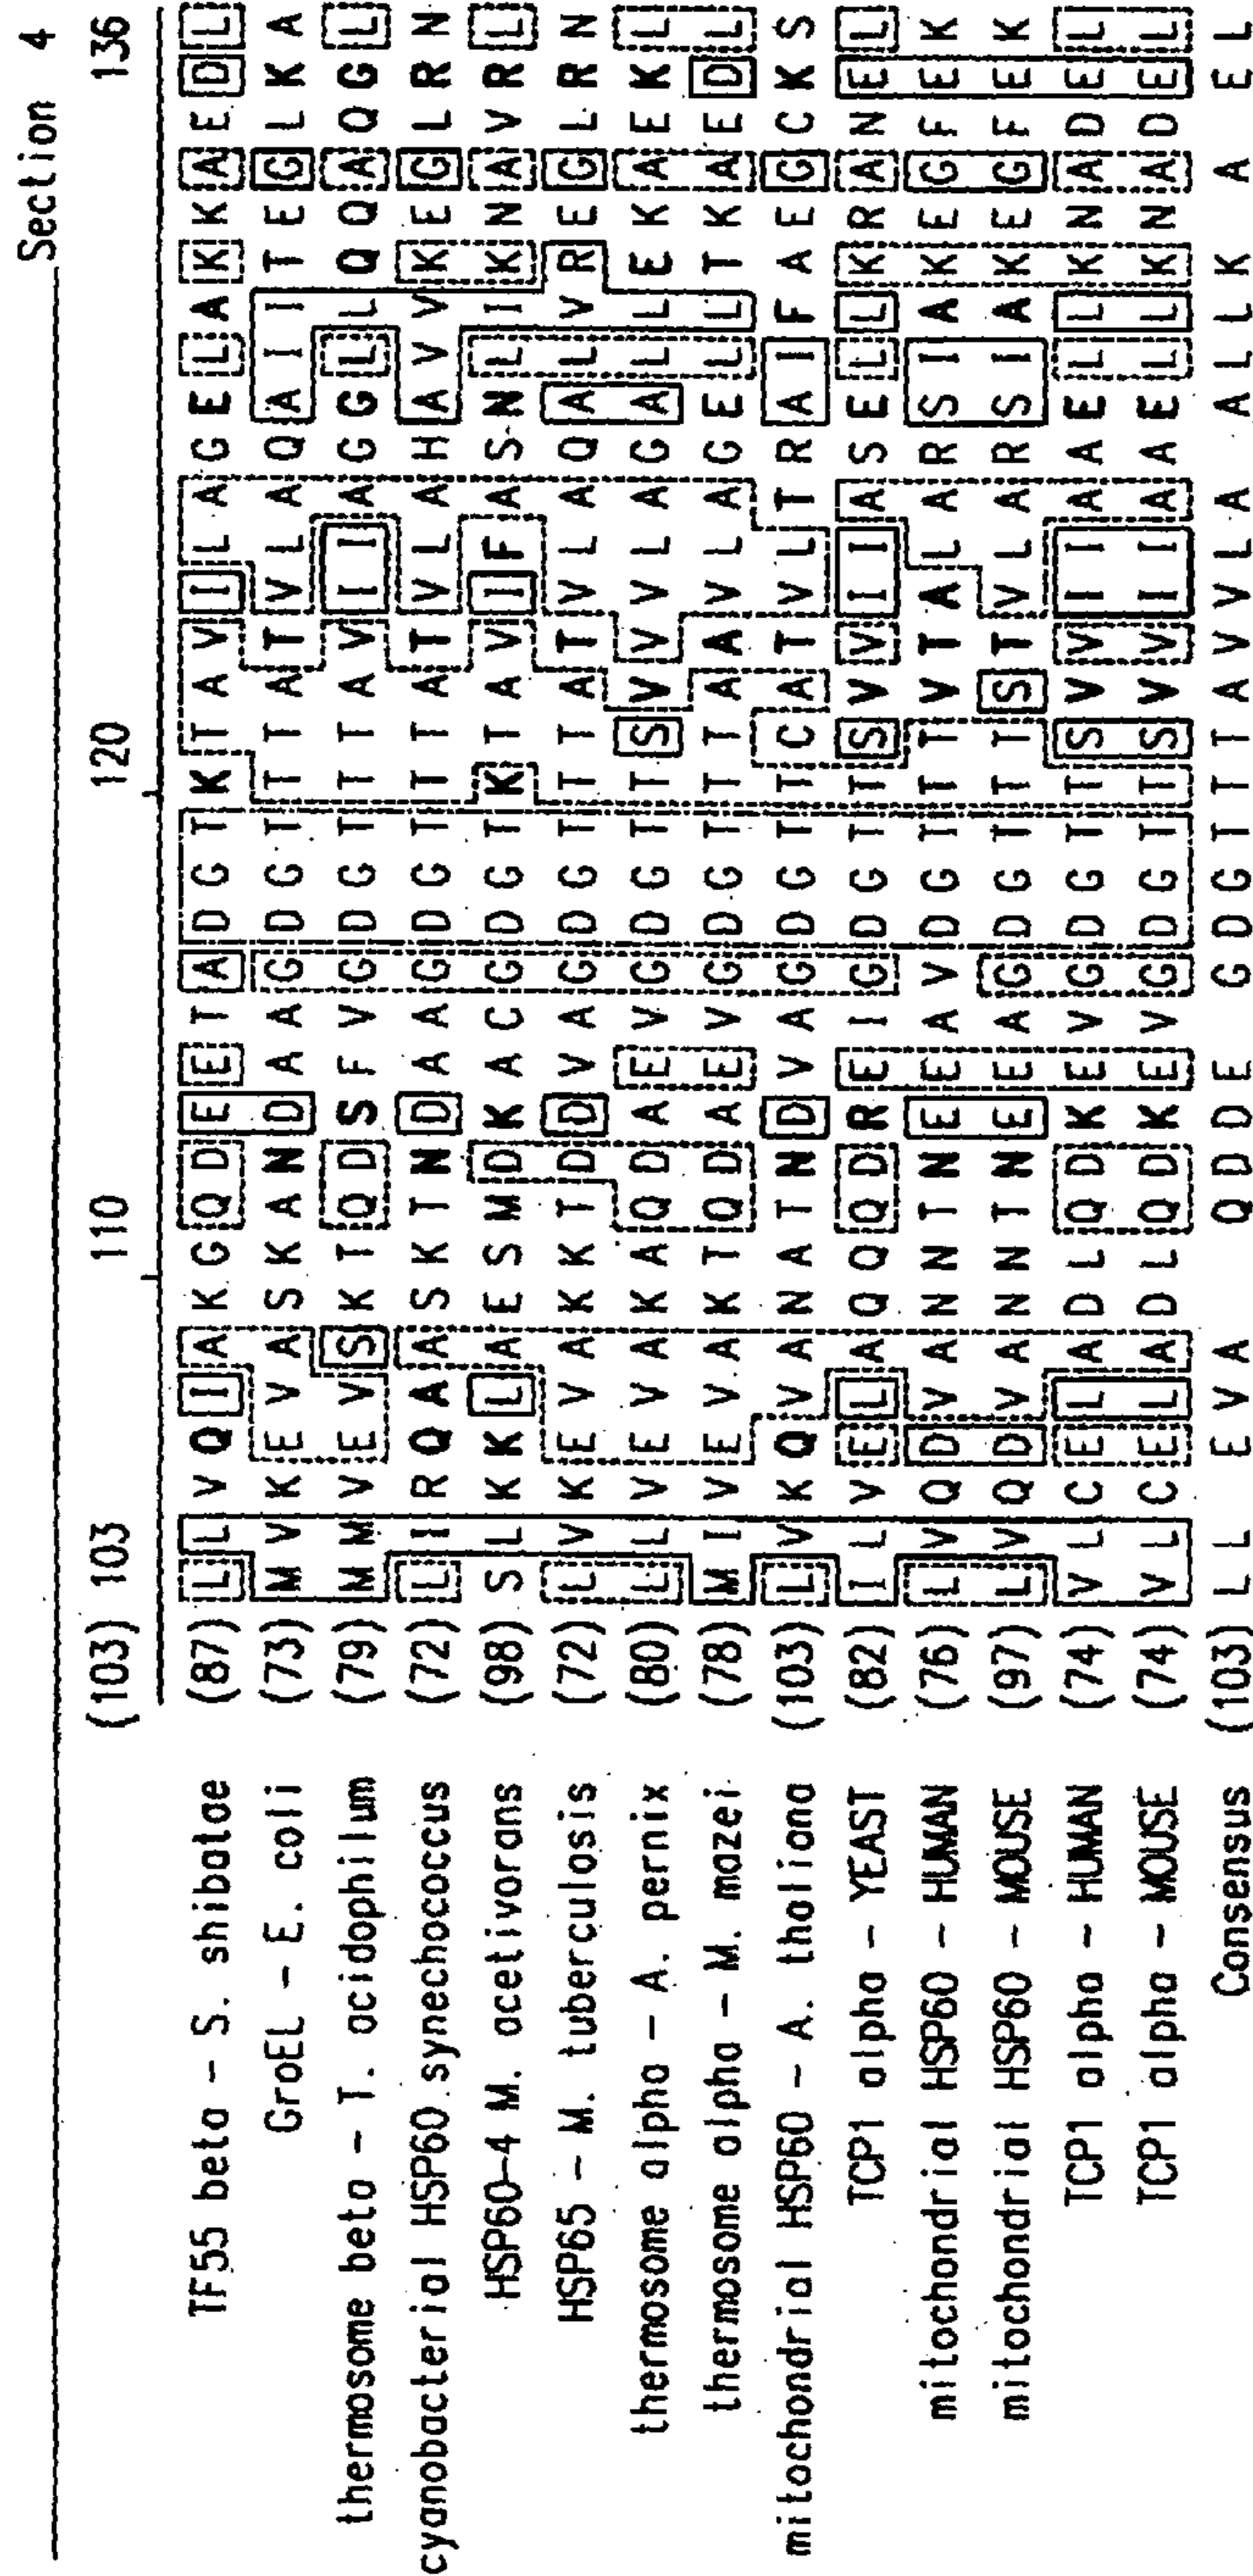 Section 4
(103) 103 110 120 136
TF55 beta – S. shibatae (87) L L V Q I A K G Q D E E T A D G T K T A V I L A G E L A K K A E D L
GroEL – E. coli (73) M V K E V A S K A N D A A G D G T T T A T V L A Q A I I T E G L K A
thermosome beta – T. acidophilum (79) M M V E V S K T Q D S F V G D G T T T A V I I A G G L L Q Q A Q G L
cyanobacterial HSP60 synechococcus (72) L I R Q A A S K T N D A A G D G T T T A T V L A H A V V K E G L R N
HSP60–4 M. acetivorans (98) S L K K L A E S M D K A C G D G T K T A V I F A S N L I K N A V R L
HSP65 – M. tuberculosis (72) L V K E V A K K T D D V A G D G T T T A T V L A Q A L V R E G L R N
thermosome alpha – A. pernix (80) L L V E V A K A Q D A E V G D G T T S V V V L A G A L L E K A E K L
thermosome alpha – M. mazei (78) M I V E V A K T Q D A E V G D G T T T A A V L A G E L L T K A E D L
mitochondrial HSP60 – A. thaliana (103) L V K Q V A N A T N D V A G D G T T C A T V L T R A I F A E G C K S
TCP1 alpha – YEAST (82) I L V E L A Q Q Q D R E I G D G T T S V V I I A S E L L K R A N E L
mitochondrial HSP60 – HUMAN (76) L V Q D V A N N T N E E A V D G T T T V T A L A R S I A K E G F E K
mitochondrial HSP60 – MOUSE (97) L V Q D V A N N T N E E A G D G T T T S T V L A R S I A K E G F E K
TCP1 alpha – HUMAN (74) V L C E L A D L Q D K E V G D G T T S V V I I A A E L L K N A D E L
TCP1 alpha – MOUSE (74) V L C E L A D L Q D K E V G D G T T S V V I I A A E L L K N A D E L
Consensus (103) L L E V A Q D D E G D G T T T A V V L A A L L K A E L